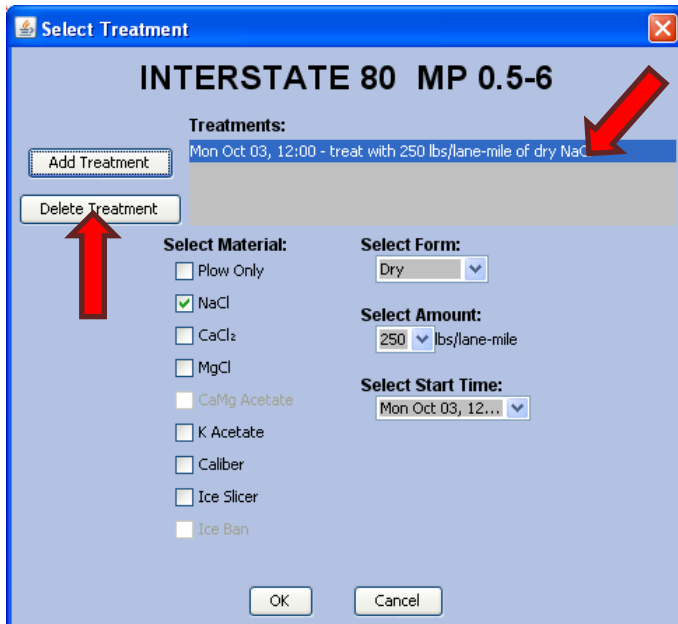 Select Treatment
INTERSTATE 80 MP 0.5-6
Treatments:
Add Treatment
Mon Oct 03, 12:00 - treat with 250 lbs/lane-mile of dry NaCl
Delete Treatment
Select Material:
Plow Only
NaCl
CaCl₂
MgCl
CaMg Acetate
K Acetate
Caliber
Ice Slicer
Ice Ban
Select Form:
Dry
Select Amount:
250 lbs/lane-mile
Select Start Time:
Mon Oct 03, 12...
OK
Cancel